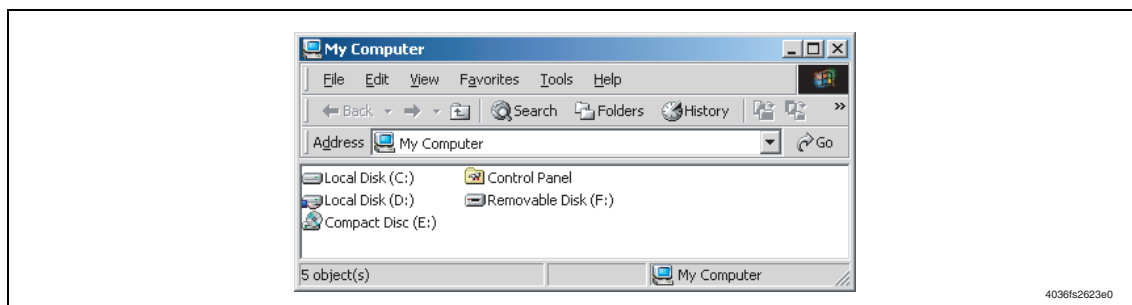 My Computer
File Edit View Favorites Tools Help
Back Search Folders History »
Address My Computer Go
Local Disk (C:) Control Panel
Local Disk (D:) Removable Disk (F:)
Compact Disc (E:)
5 object(s) My Computer
4036fs2623e0